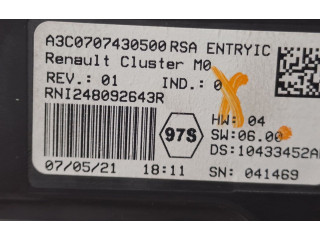 A3C0707430500 RSA ENTRYIC
Renault Cluster M0
REV.: 01 IND.: 0
RNI248092643R
HW: 04
97S
SW: 06.00
DS:10433452A
07/05/21 18:11 SN: 041469